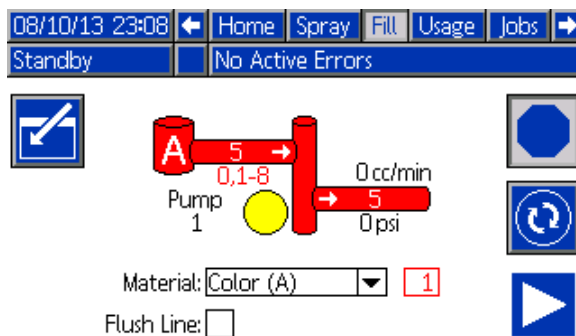 08/10/13 23:08 Home Spray Fill Usage Jobs
Standby No Active Errors
A 5
0,1-8
0 cc/min
Pump
1
5
0 psi
Material: Color (A) 1
Flush Line: